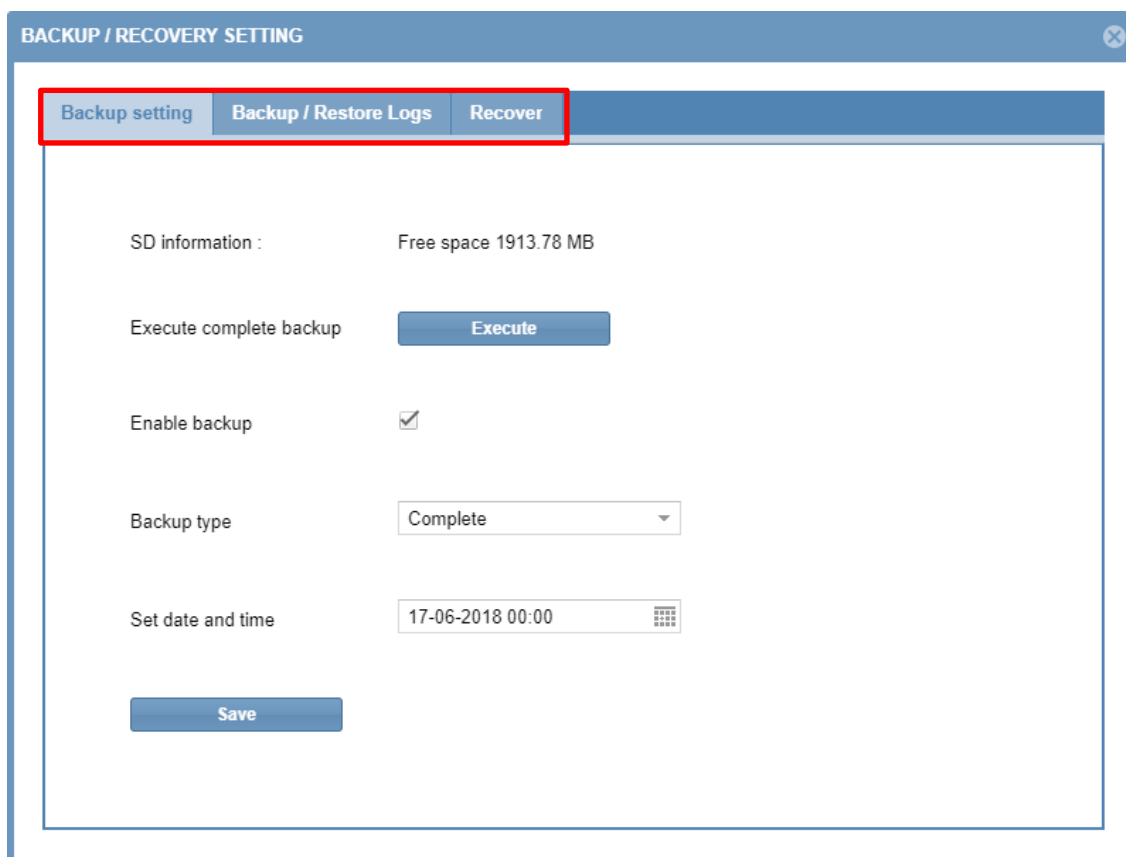 BACKUP / RECOVERY SETTING
Backup setting Backup / Restore Logs Recover
SD information : Free space 1913.78 MB
Execute complete backup Execute
Enable backup
Backup type Complete
Set date and time 17-06-2018 00:00
Save